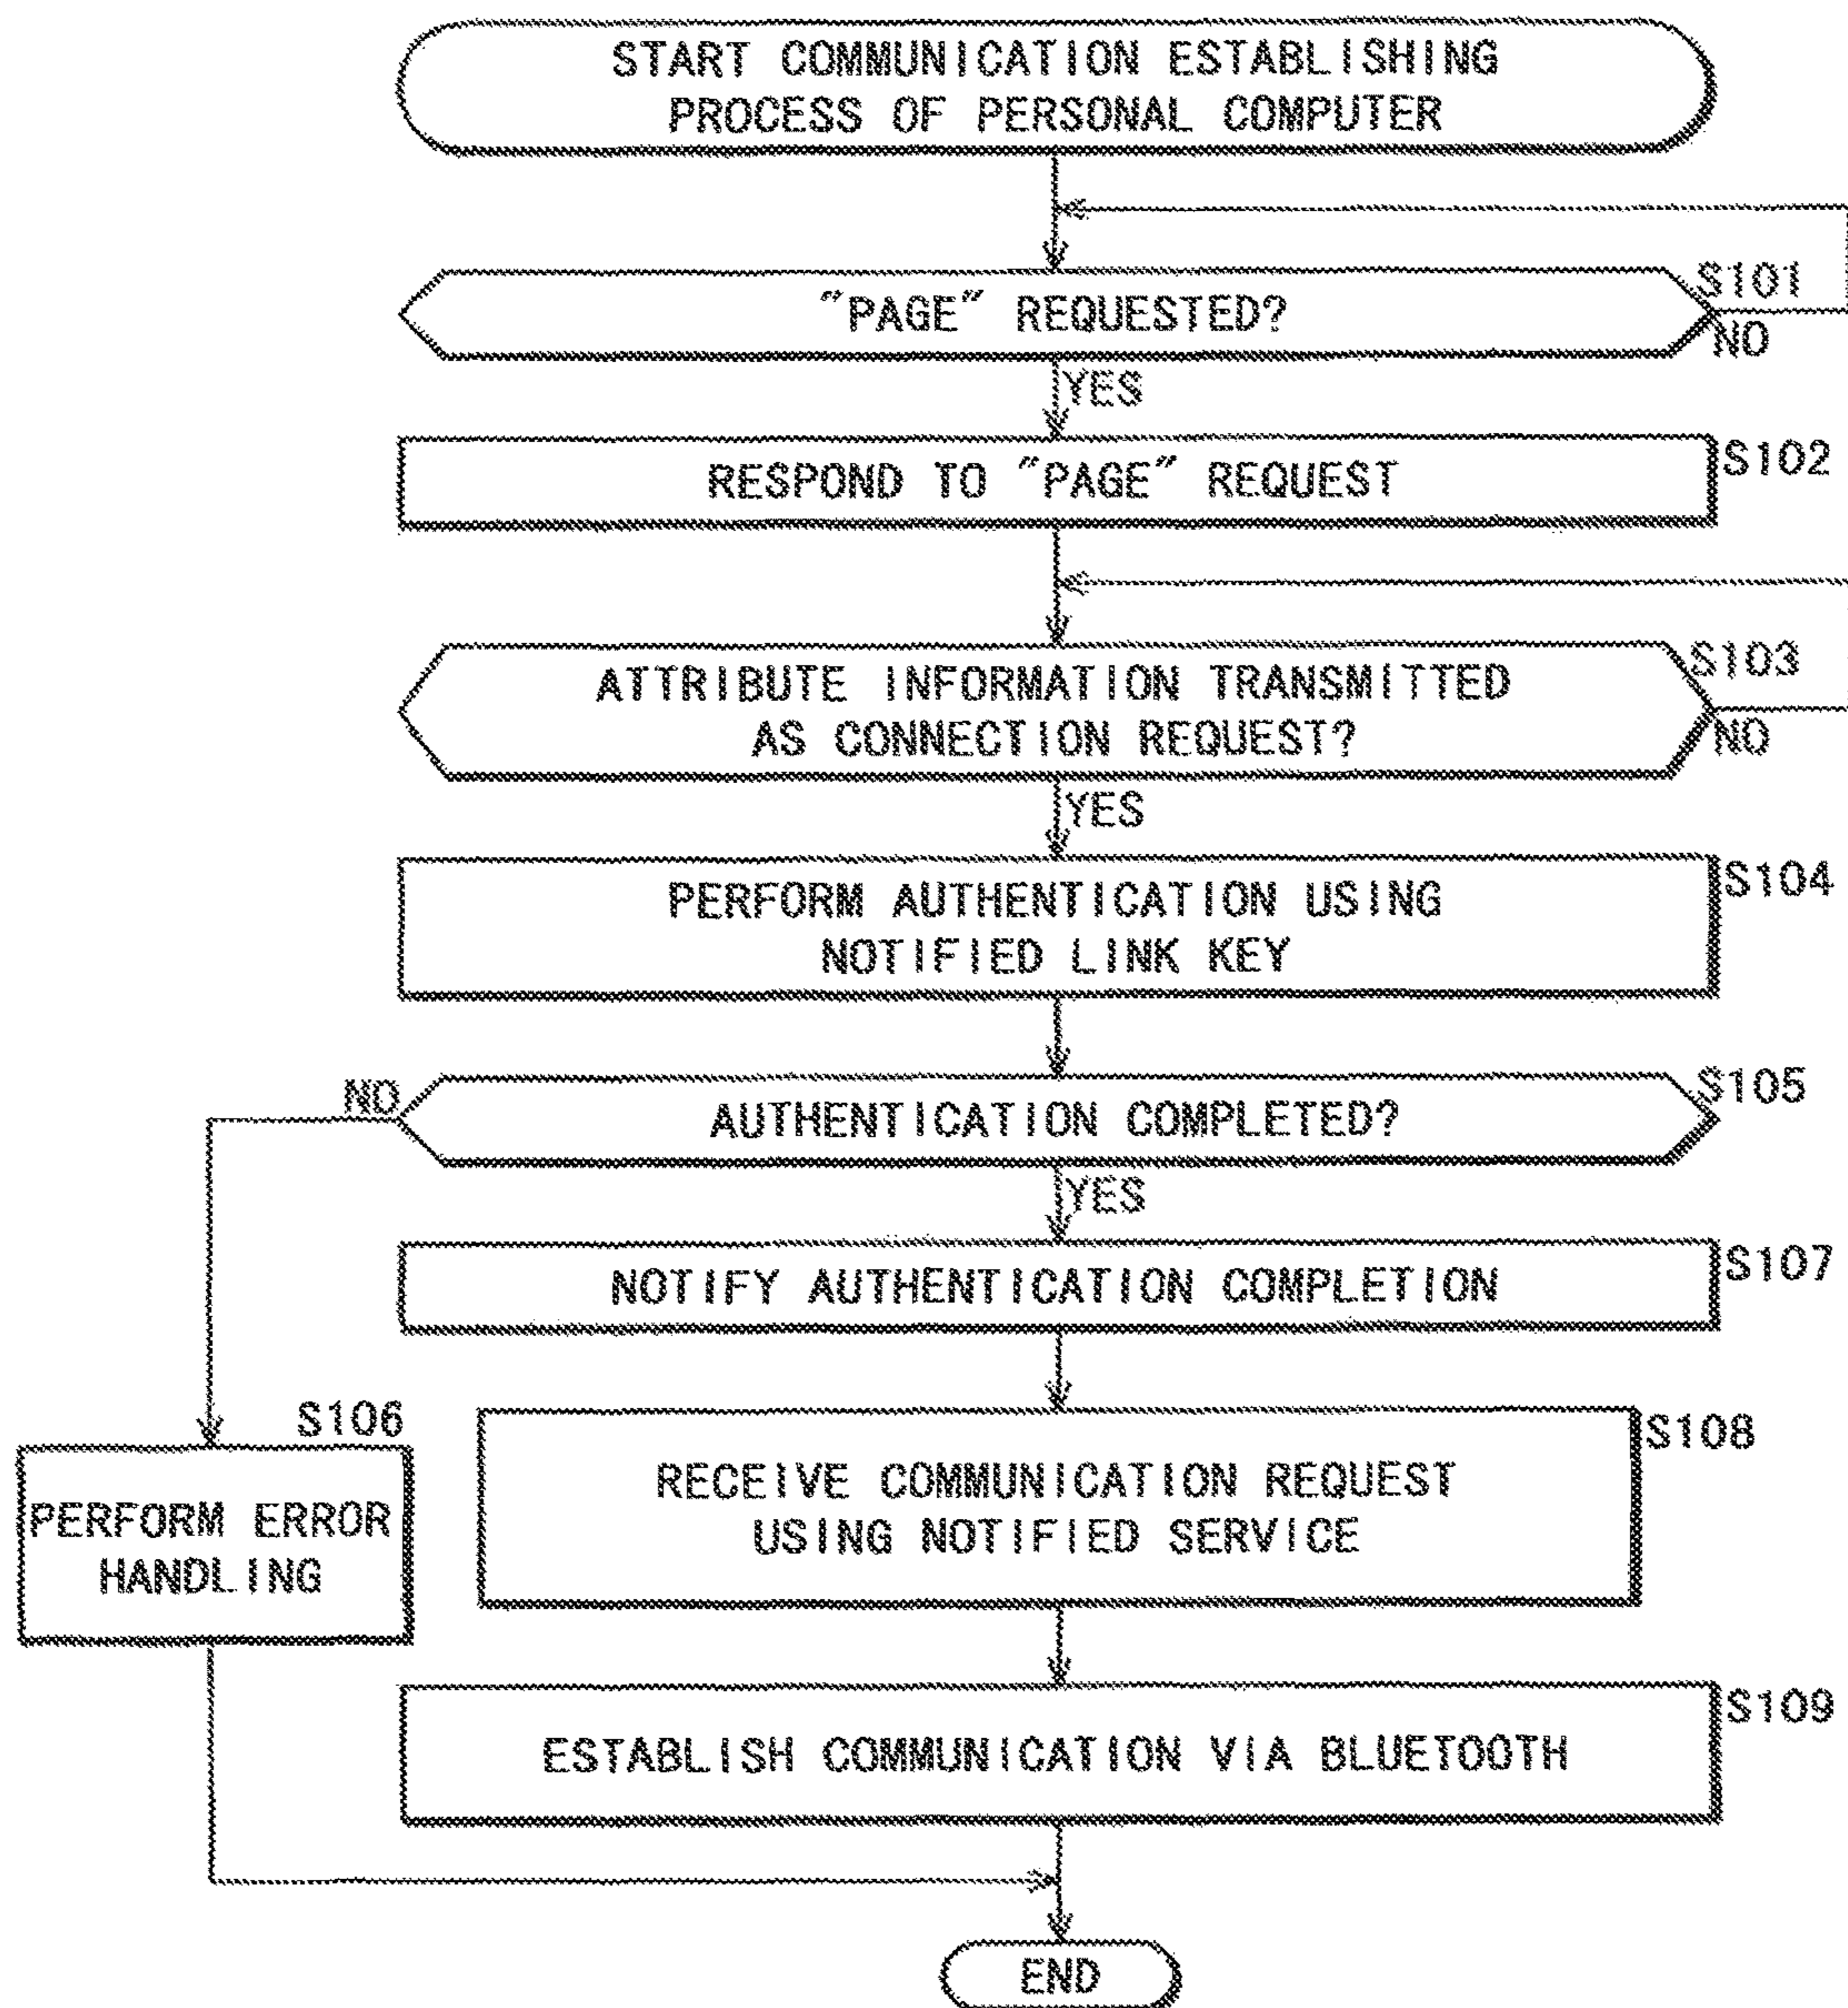 START COMMUNICATION ESTABLISHING
PROCESS OF PERSONAL COMPUTER
"PAGE" REQUESTED?
S101
NO
YES
RESPOND TO "PAGE" REQUEST
S102
ATTRIBUTE INFORMATION TRANSMITTED
AS CONNECTION REQUEST?
S103
NO
YES
PERFORM AUTHENTICATION USING
NOTIFIED LINK KEY
S104
NO
AUTHENTICATION COMPLETED?
S105
YES
NOTIFY AUTHENTICATION COMPLETION
S107
S106
PERFORM ERROR
HANDLING
RECEIVE COMMUNICATION REQUEST
USING NOTIFIED SERVICE
S108
ESTABLISH COMMUNICATION VIA BLUETOOTH
S109
END